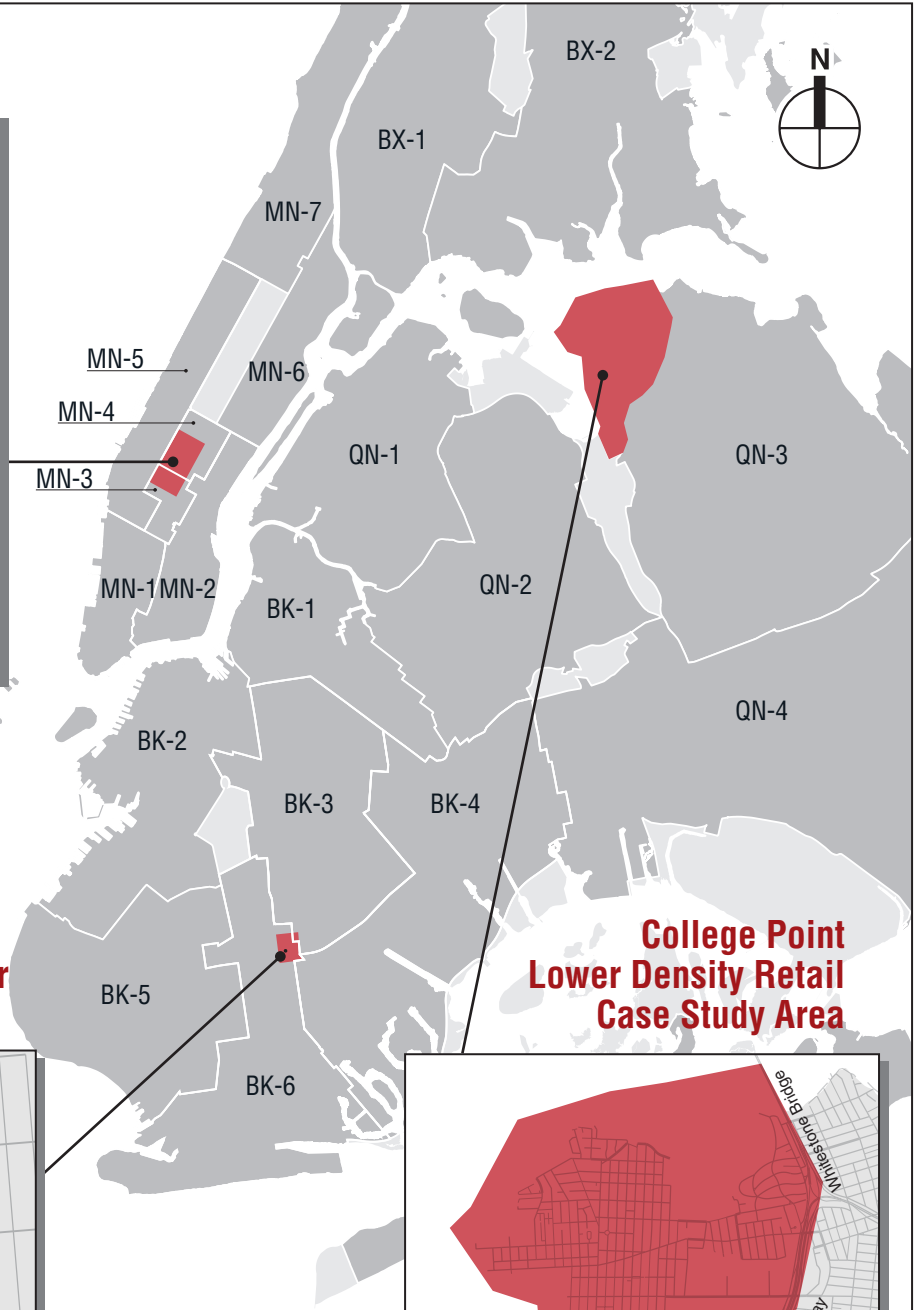 N
BX-2
BX-1
MN-7
MN-5
MN-6
MN-4
QN-1
QN-3
MN-3
MN-1
MN-2
QN-2
BK-1
QN-4
BK-2
BK-3
BK-4
College Point
Lower Density Retail
Case Study Area
r
BK-5
BK-6
Whitestone Bridge
ay